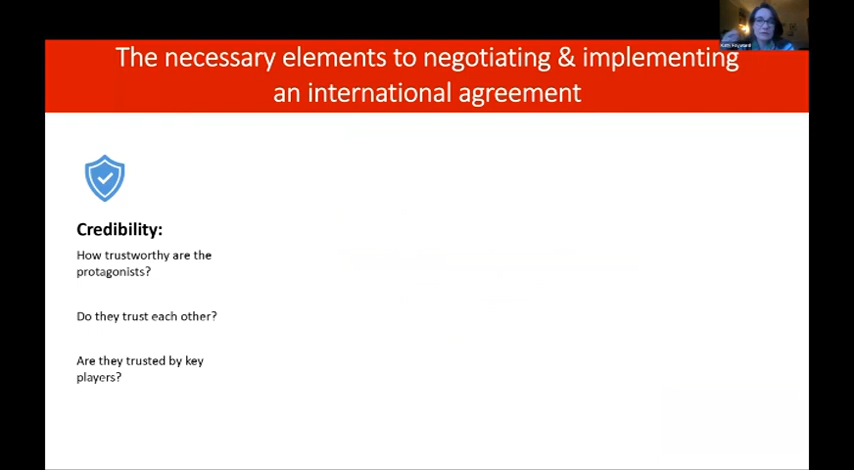 The necessary elements to negotiating & implementing
an international agreement
Credibility:
How trustworthy are the
protagonists?
Do they trust each other?
Are they trusted by key
players?